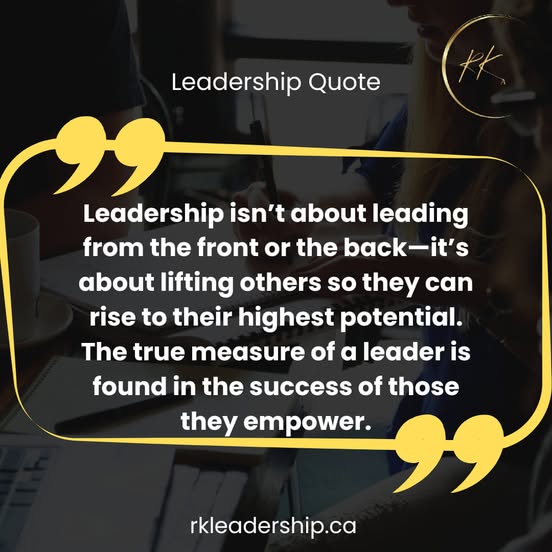 RK
Leadership Quote
Leadership isn’t about leading
from the front or the back—it’s
about lifting others so they can
rise to their highest potential.
The true measure of a leader is
found in the success of those
they empower.
rkleadership.ca